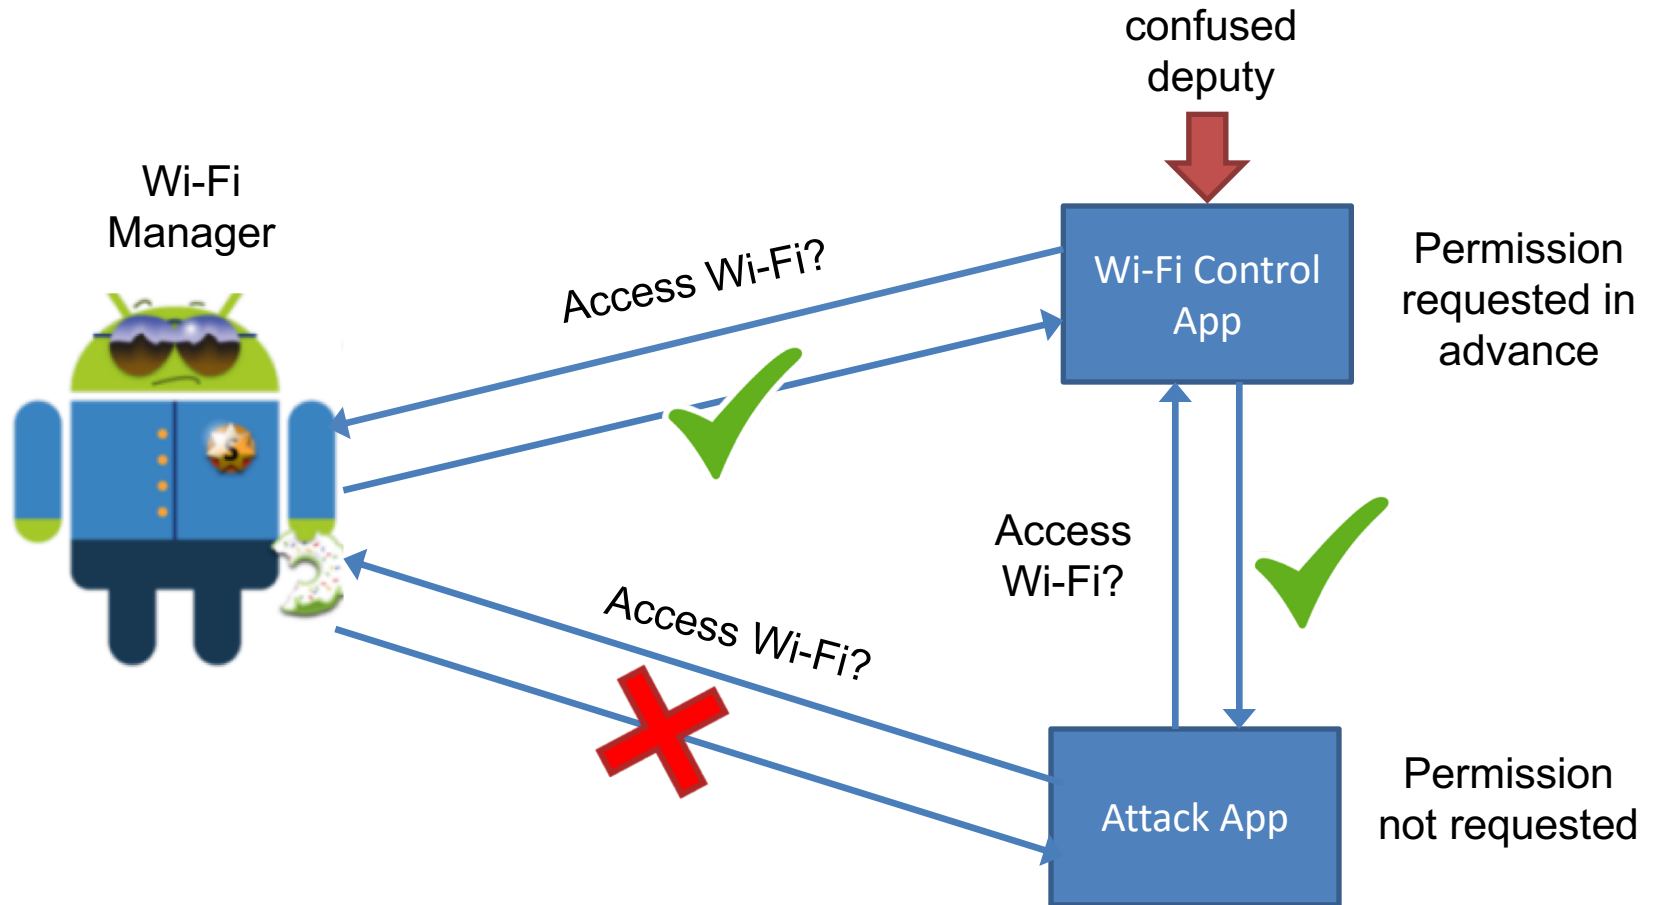 confused
deputy
Wi-Fi
Manager
Access Wi-Fi?
Wi-Fi Control
App
Permission
requested in
advance
S
Access
Wi-Fi?
Access Wi-Fi?
Attack App
Permission
not requested